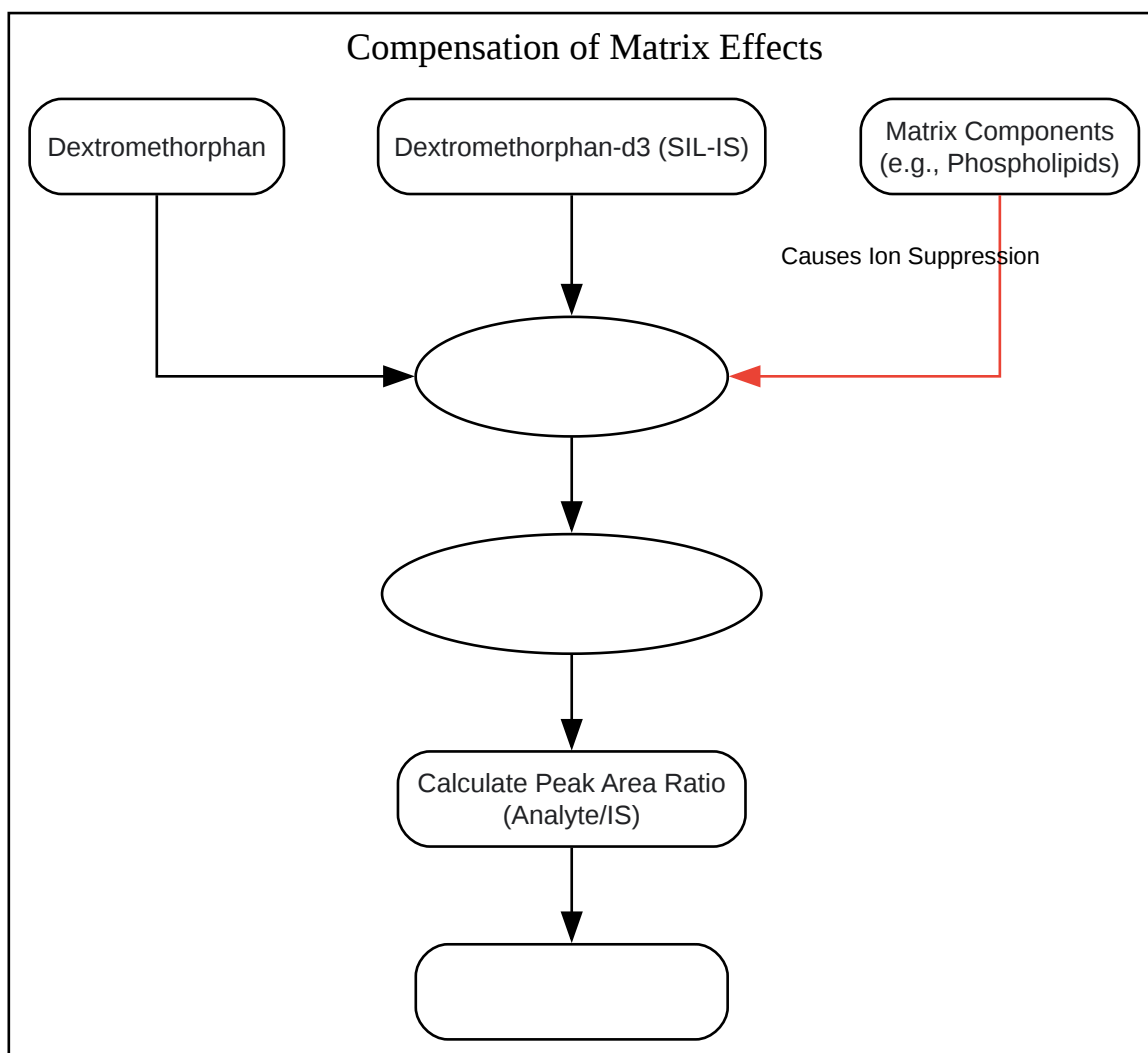 Compensation of Matrix Effects
Dextromethorphan
Dextromethorphan-d3 (SIL-IS)
Matrix Components
(e.g., Phospholipids)
Causes Ion Suppression
Calculate Peak Area Ratio
(Analyte/IS)